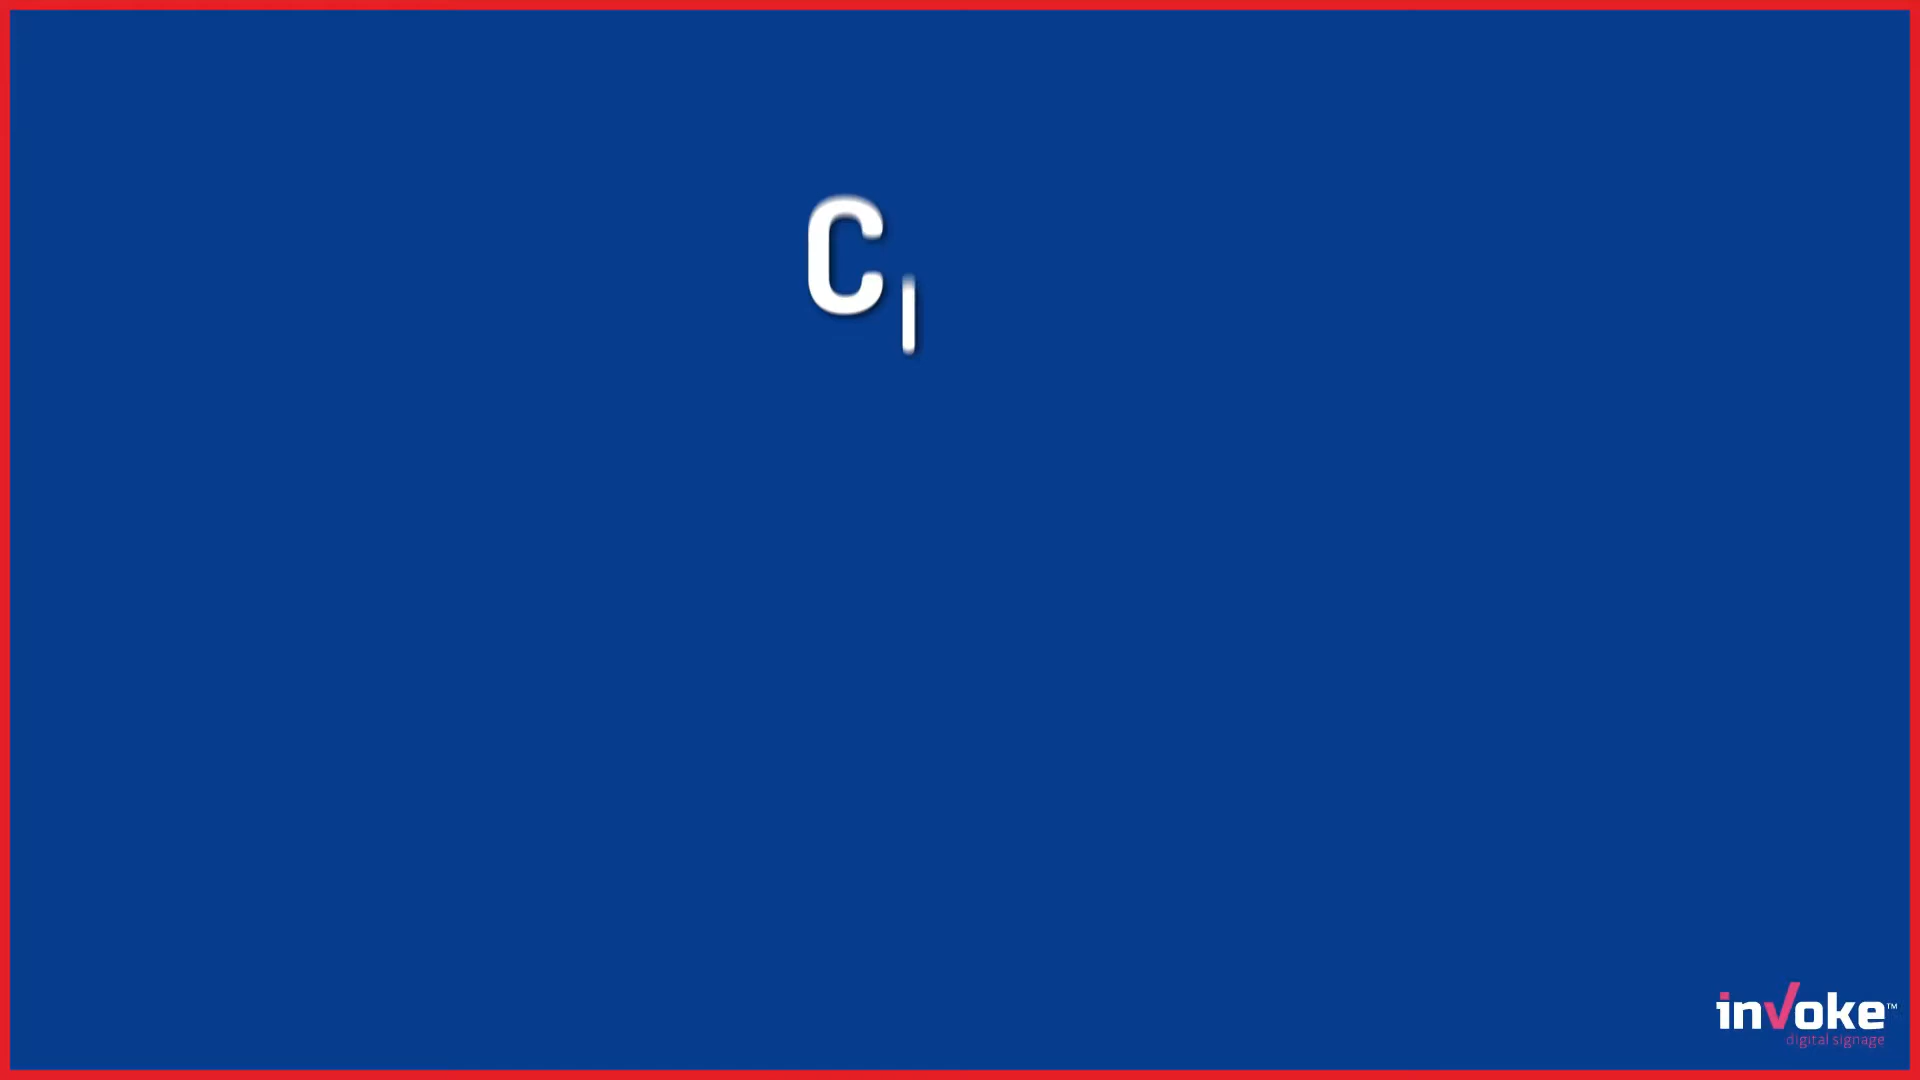 C
invoke™
digital signage